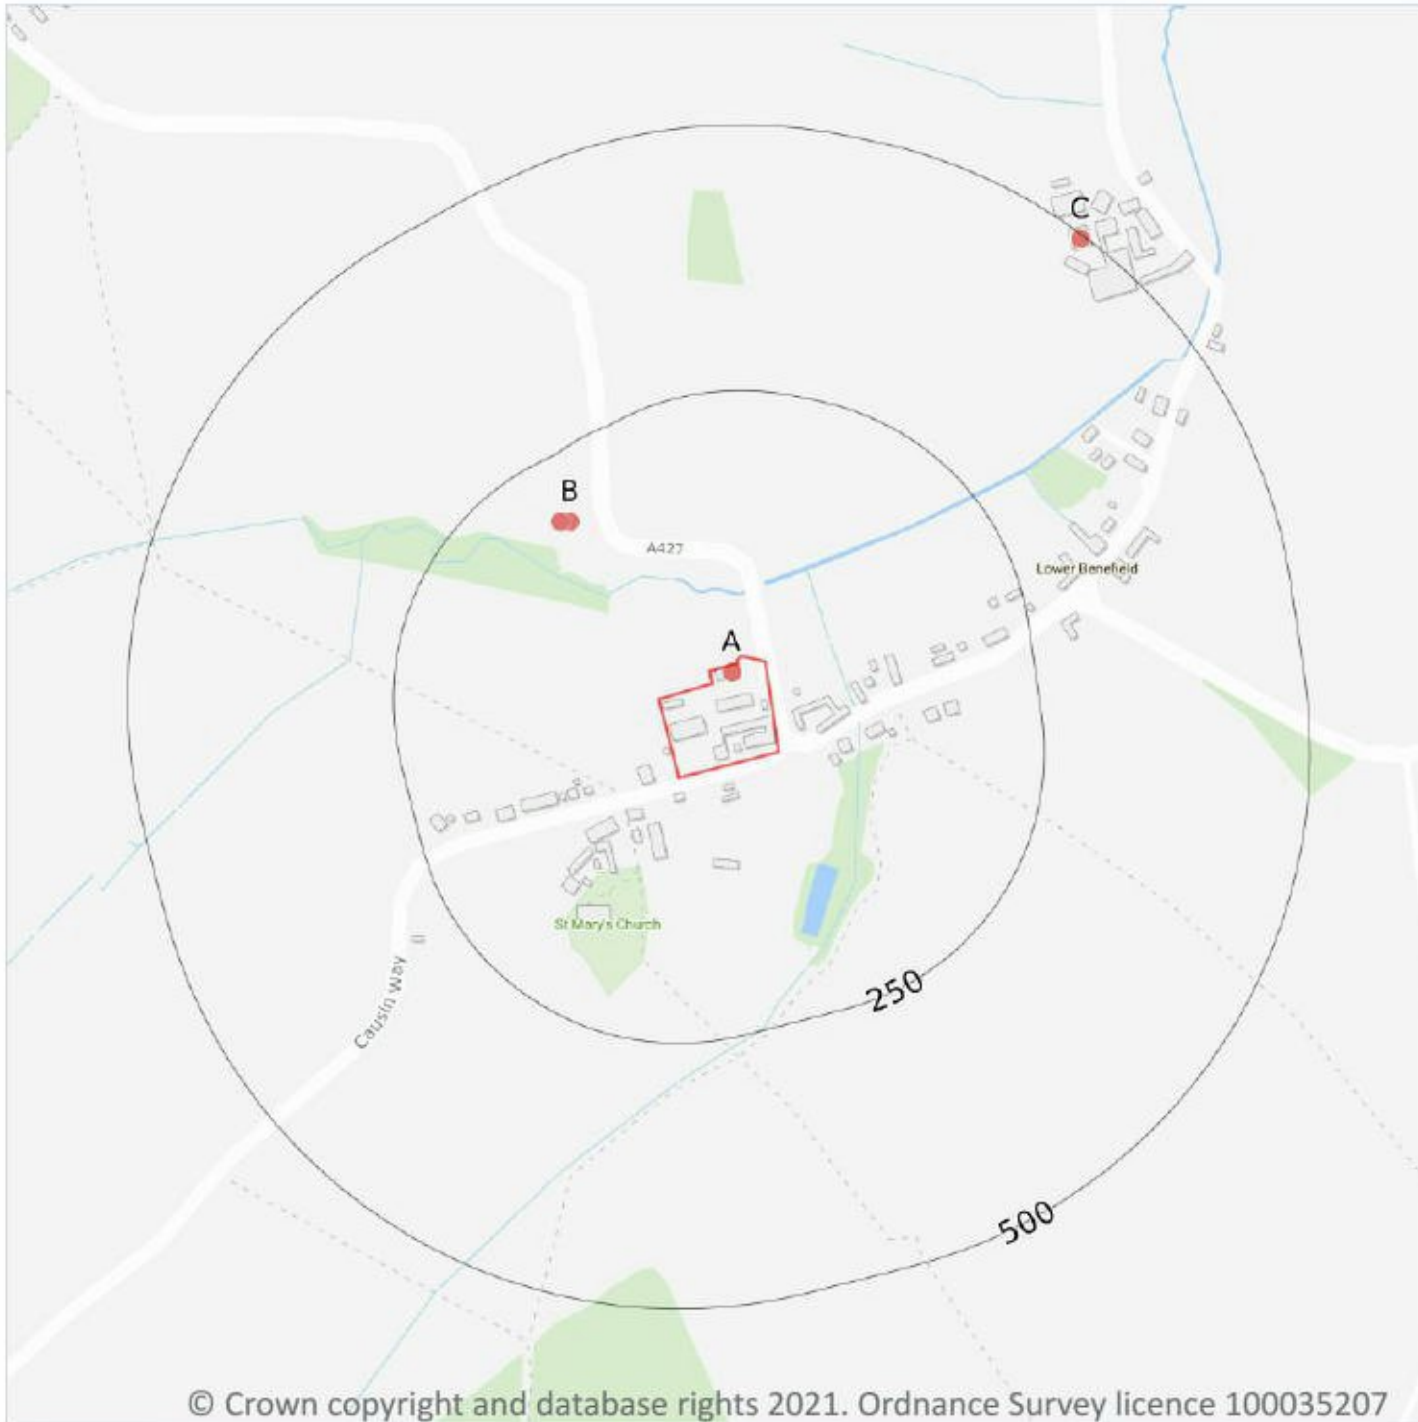 C
B
A427
Lower Benefield
A
St Mary's Church
250
Causin Way
500
© Crown copyright and database rights 2021. Ordnance Survey licence 100035207